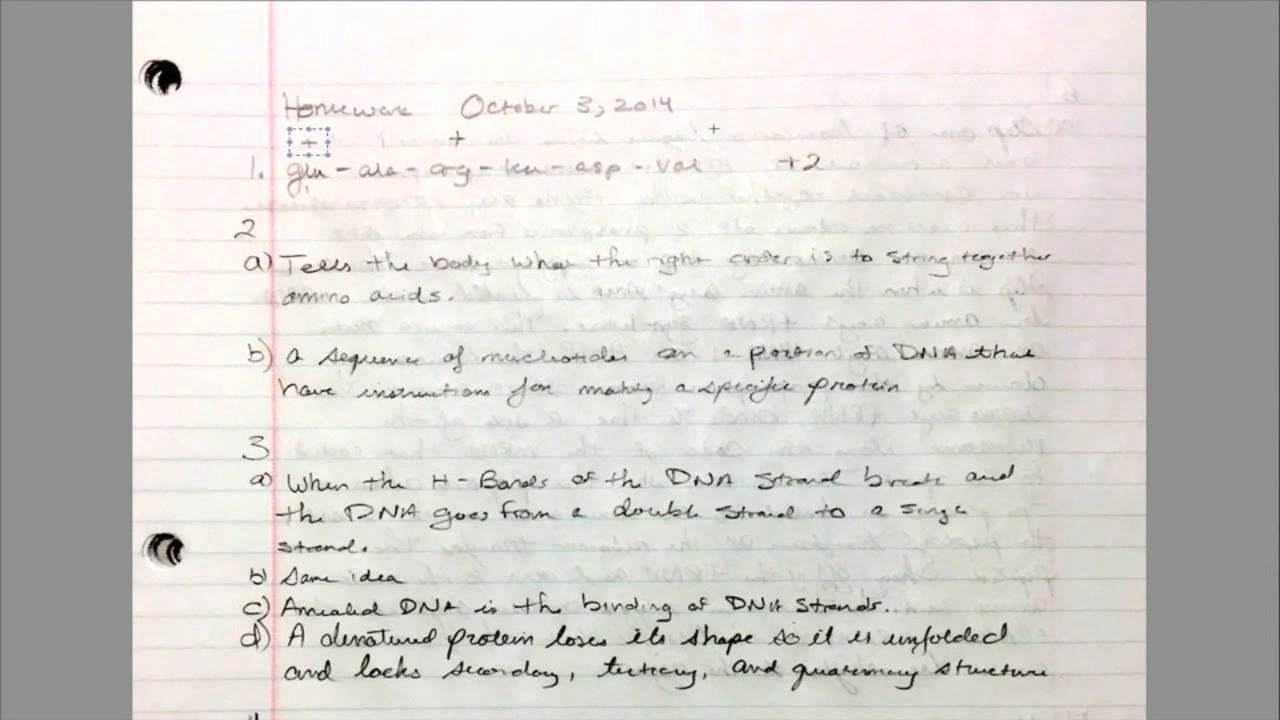 Homework October 3, 2014
+ + +
1. glu - ala - arg - leu - asp - val +2
2
a) Tells the body what the right order is to string together
amino acids.
b) A sequence of nucleotides on a portion of DNA that
have instructions for making a specific protein
3
a) When the H-Bonds of the DNA strand break and
the DNA goes from a double strand to a single
strand.
b) Same idea
c) Annealed DNA is the binding of DNA strands.
d) A denatured protein loses its shape so it is unfolded
and lacks secondary, tertiary, and quaternary structure